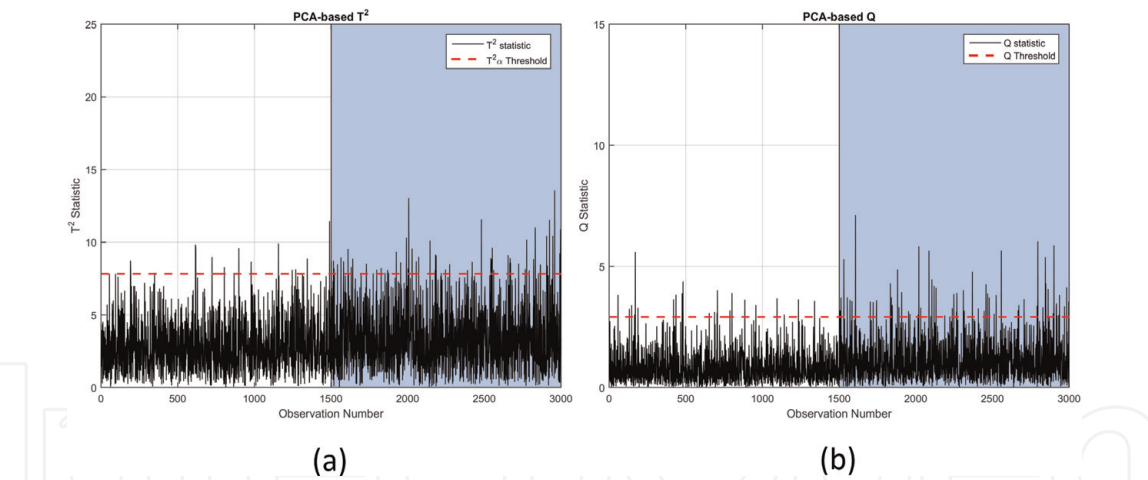 PCA-based T²
T² statistic
T²α Threshold
T² Statistic
25
20
15
10
5
0
0 500 1000 1500 2000 2500 3000
Observation Number
(a)
PCA-based Q
Q statistic
Q Threshold
Q Statistic
15
10
5
0
0 500 1000 1500 2000 2500 3000
Observation Number
(b)